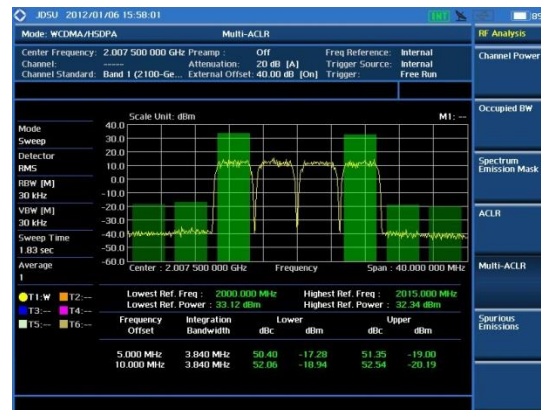 JDSU 2012/01/06 15:58:01
INT 89
Mode: WCDMA/HSDPA Multi-ACLR
RF Analysis
Center Frequency: 2.007 500 000 GHz Preamp : Off Freq Reference: Internal
Channel: ----- Attenuation: 20 dB [A] Trigger Source: Internal
Channel Standard: Band 1 (2100-Ge... External Offset: 40.00 dB [On] Trigger: Free Run
Channel Power
Occupied BW
Spectrum
Emission Mask
ACLR
Multi-ACLR
Spurious
Emissions
Mode
Sweep
Detector
RMS
RBW [M]
30 kHz
VBW [M]
30 kHz
Sweep Time
1.83 sec
Average
1
T1:W T2:--
T3:-- T4:--
T5:-- T6:--
Scale Unit: dBm M1: --
40.0
30.0
20.0
10.0
0.0
-10.0
-20.0
-30.0
-40.0
-50.0
-60.0
Center : 2.007 500 000 GHz Frequency Span : 40.000 000 MHz
Lowest Ref. Freq : 2000.000 MHz Highest Ref. Freq : 2015.000 MHz
Lowest Ref. Power : 33.12 dBm Highest Ref. Power : 32.34 dBm
Frequency Integration Lower Upper
Offset Bandwidth dBc dBm dBc dBm
5.000 MHz 3.840 MHz 50.40 -17.28 51.35 -19.00
10.000 MHz 3.840 MHz 52.06 -18.94 52.54 -20.19